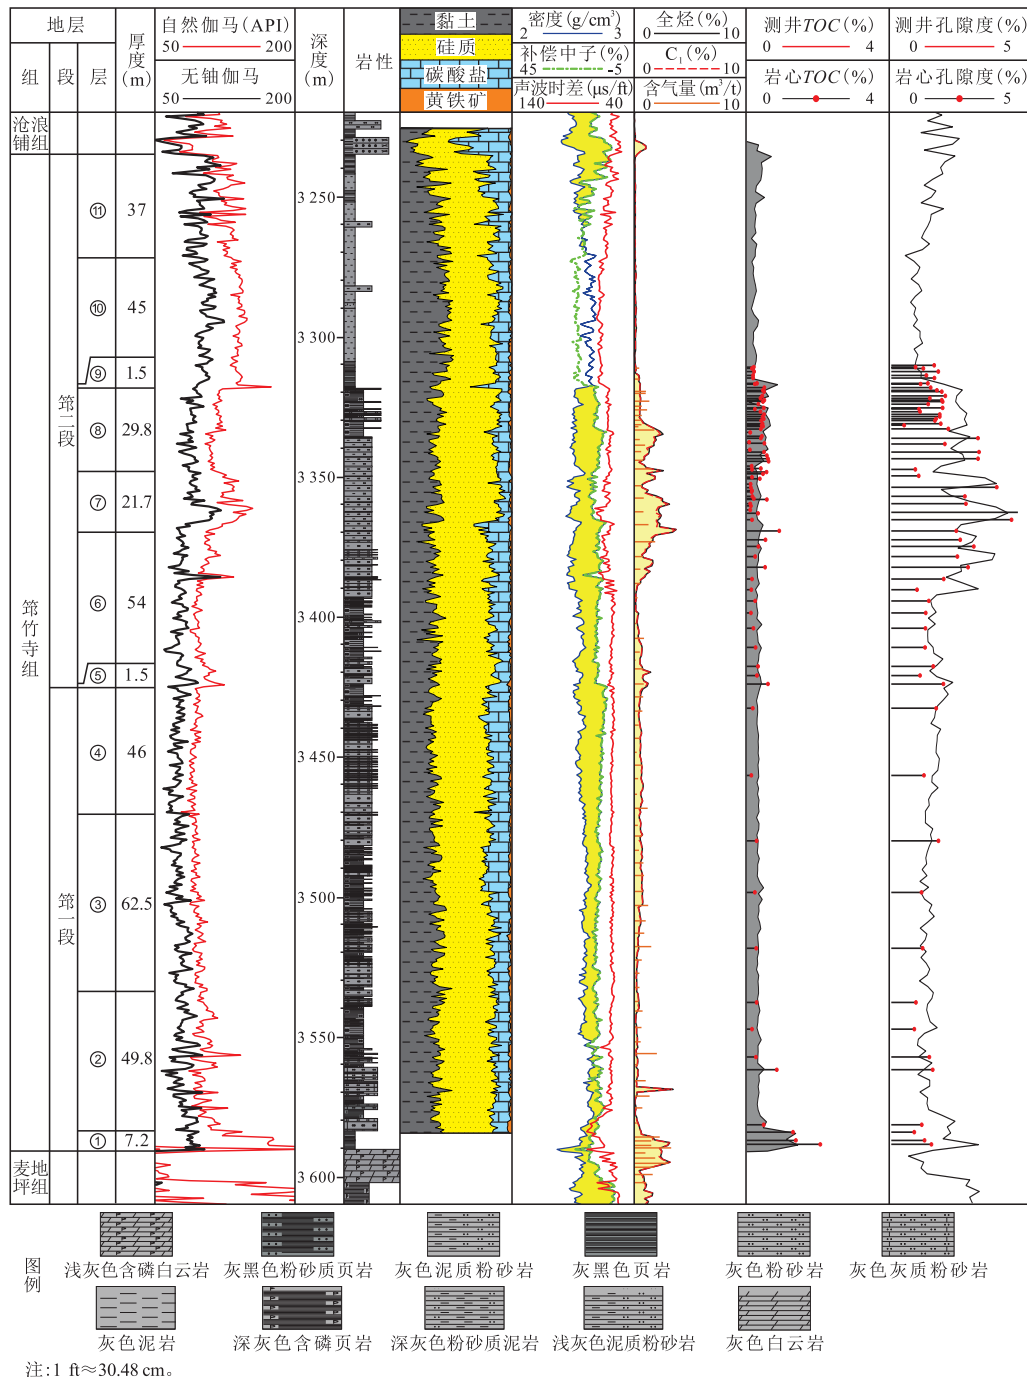 地层
组 段 层
厚度(m)
自然伽马(API)
50 200
无铀伽马
50 200
深度(m)
岩性
黏土
硅质
碳酸盐
黄铁矿
密度(g/cm³)
2 3
补偿中子(%)
45 -5
声波时差(μs/ft)
140 40
全烃(%)
0 10
C₁(%)
0 10
含气量(m³/t)
0 10
测井TOC(%)
0 4
岩心TOC(%)
0 4
测井孔隙度(%)
0 5
岩心孔隙度(%)
0 5
沧浪铺组
筇竹寺组
麦地坪组
筇二段
筇一段
⑪ 37
⑩ 45
⑨ 1.5
⑧ 29.8
⑦ 21.7
⑥ 54
⑤ 1.5
④ 46
③ 62.5
② 49.8
① 7.2
3 250
3 300
3 350
3 400
3 450
3 500
3 550
3 600
图例
浅灰色含磷白云岩 灰黑色粉砂质页岩 灰色泥质粉砂岩 灰黑色页岩 灰色粉砂岩 灰色灰质粉砂岩
灰色泥岩 深灰色含磷页岩 深灰色粉砂质泥岩 浅灰色泥质粉砂岩 灰色白云岩
注:1 ft≈30.48 cm。